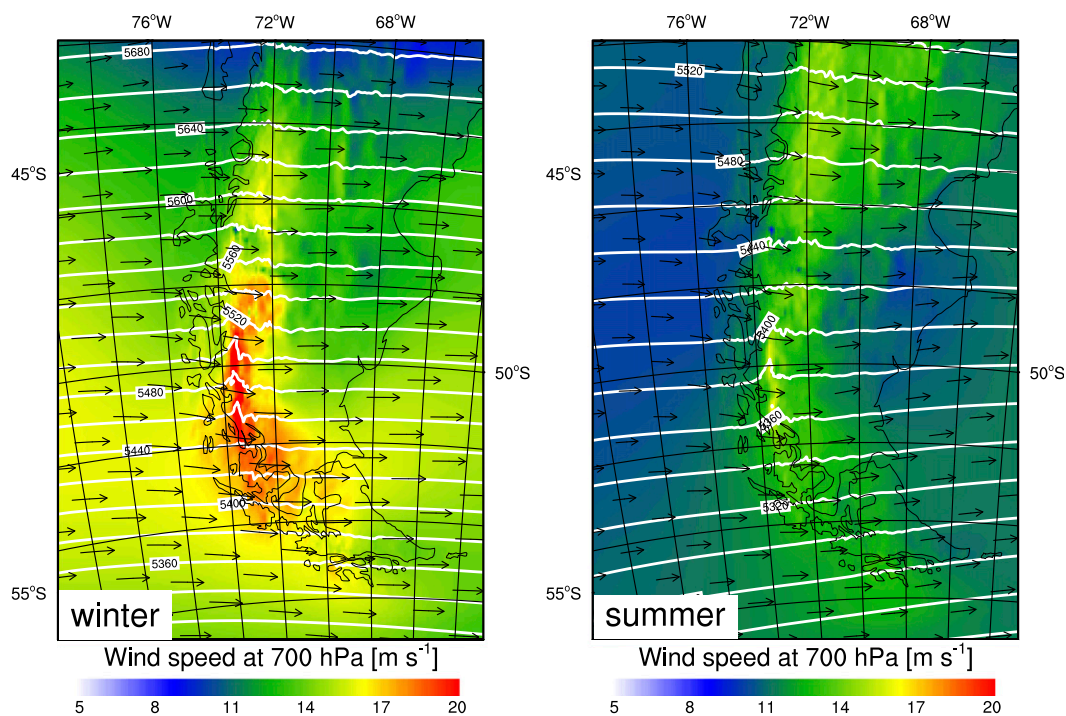 76°W 72°W 68°W
76°W 72°W 68°W
5680
5640
5600
5560
5520
5480
5440
5400
5360
45°S
55°S
winter
50°S
5520
5480
5440
5400
5360
5320
45°S
55°S
summer
50°S
Wind speed at 700 hPa [m s⁻¹]
5 8 11 14 17 20
Wind speed at 700 hPa [m s⁻¹]
5 8 11 14 17 20